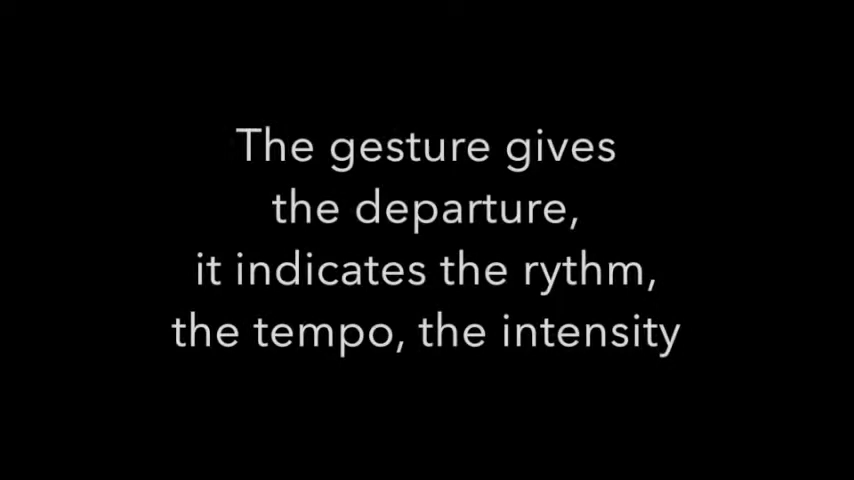 The gesture gives
the departure,
it indicates the rythm,
the tempo, the intensity